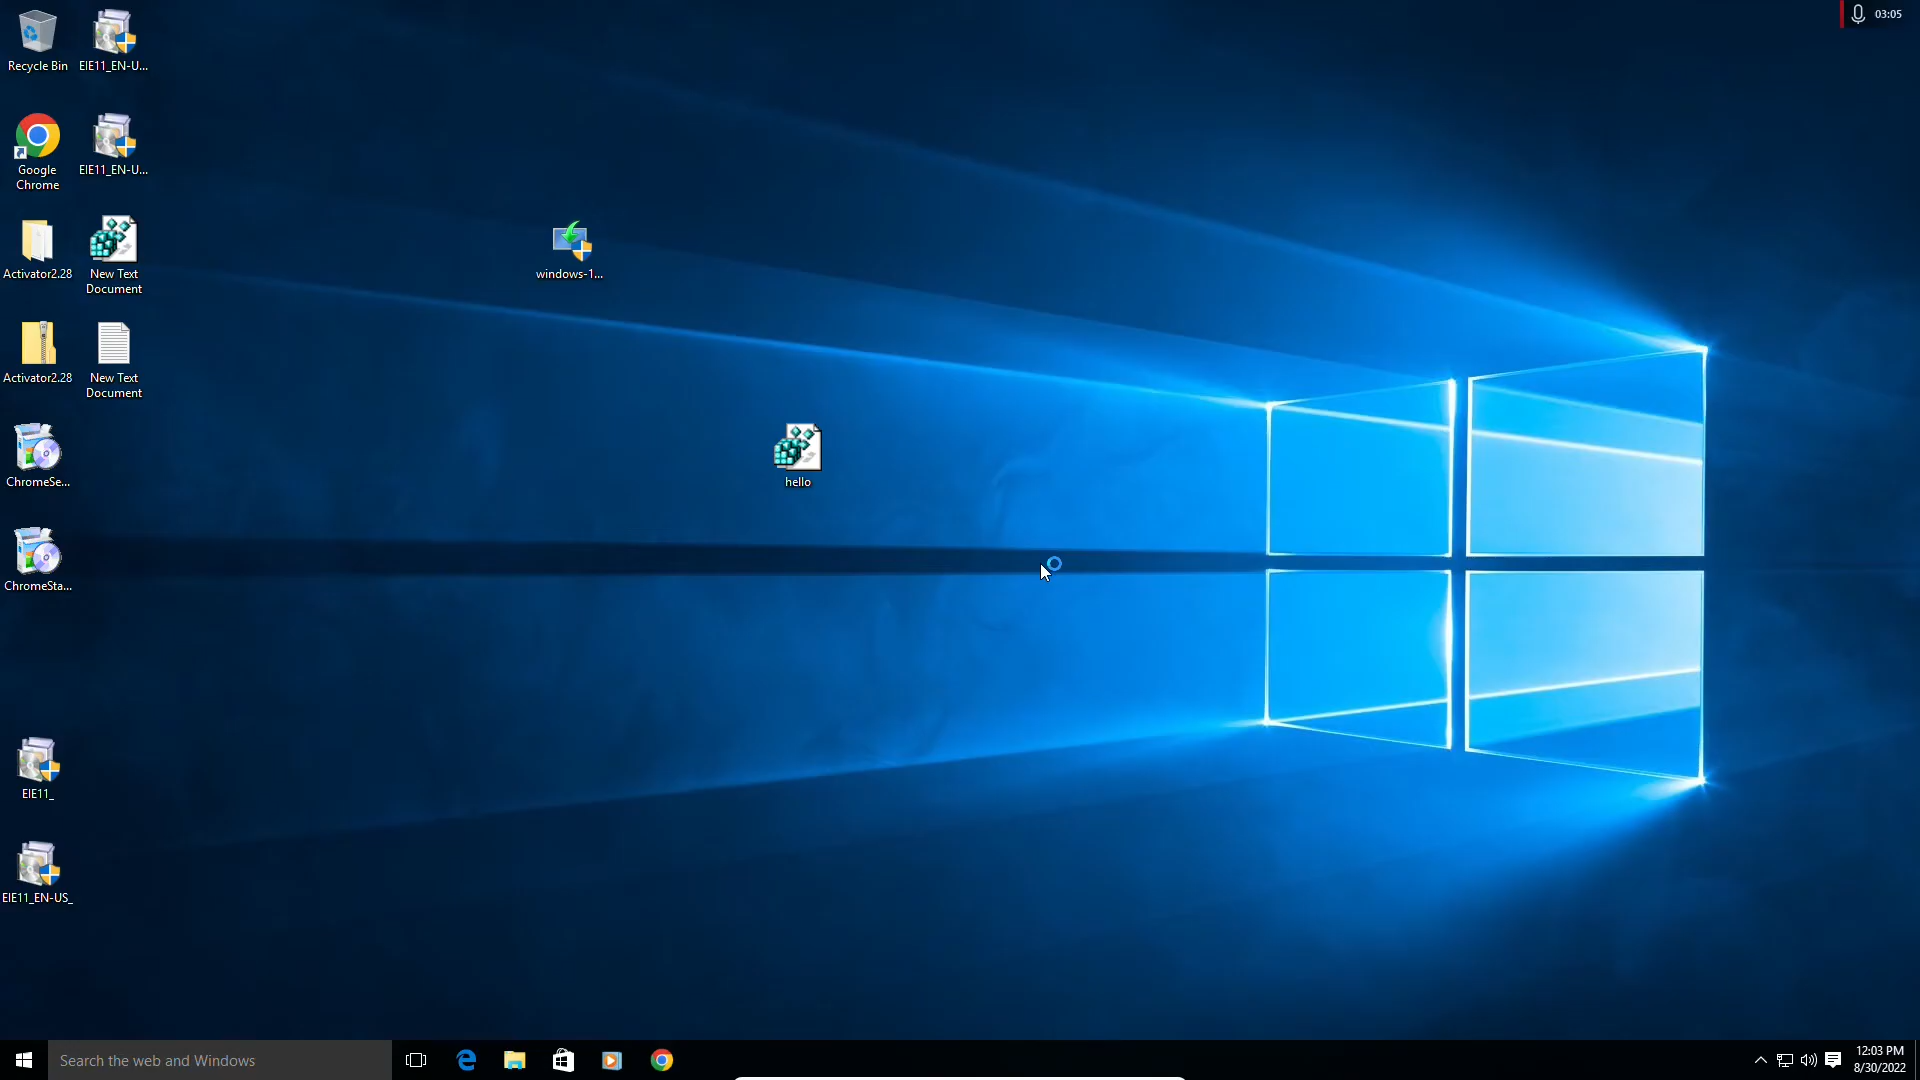 03:05
Recycle Bin
EIE11_EN-U...
Google
Chrome
EIE11_EN-U...
Activator2.28
New Text
Document
windows-1...
Activator2.28
New Text
Document
ChromeSe...
hello
ChromeSta...
EIE11_
EIE11_EN-US_
Search the web and Windows
12:03 PM
8/30/2022